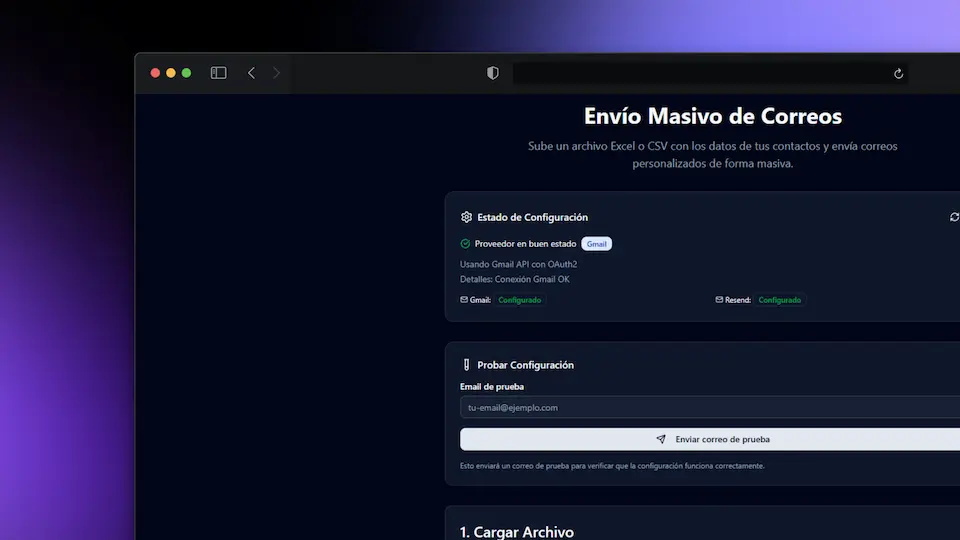 Envío Masivo de Correos
Sube un archivo Excel o CSV con los datos de tus contactos y envía correos
personalizados de forma masiva.
Estado de Configuración
Proveedor en buen estado Gmail
Usando Gmail API con OAuth2
Detalles: Conexión Gmail OK
Gmail: Configurado Resend: Configurado
Probar Configuración
Email de prueba
tu-email@ejemplo.com
Enviar correo de prueba
Esto enviará un correo de prueba para verificar que la configuración funciona correctamente.
1. Cargar Archivo